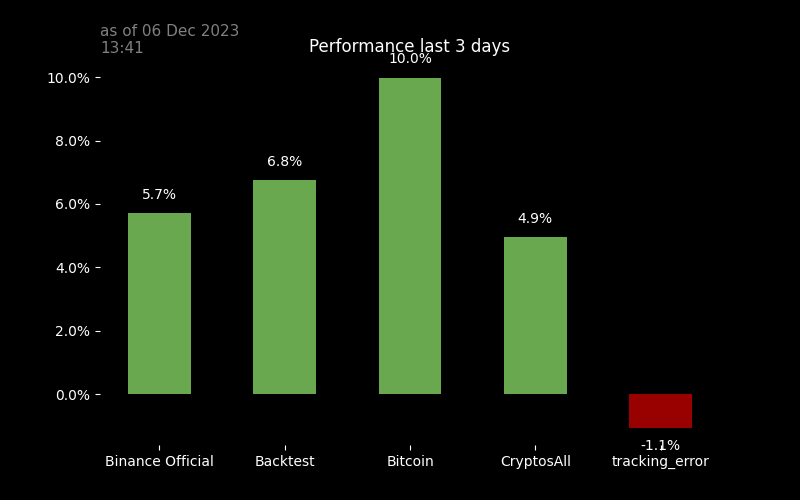 as of 06 Dec 2023
13:41
Performance last 3 days
10.0%
8.0%
6.0%
4.0%
2.0%
0.0%
5.7%
6.8%
10.0%
4.9%
-1.1%
Binance Official
Backtest
Bitcoin
CryptosAll
tracking_error